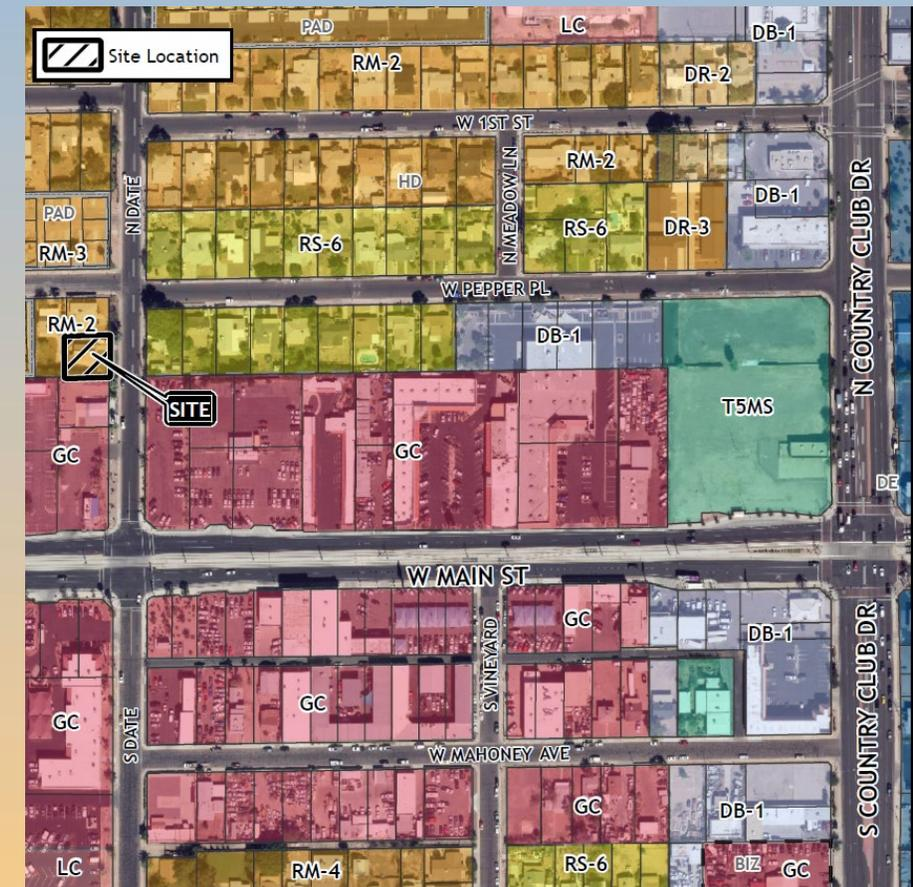 PAD
LC
DB-1
Site Location
RM-2
DR-2
W 1ST ST
N DATE
HD
N MEADOW LN
RM-2
DB-1
N COUNTRY CLUB DR
PAD
RM-3
RS-6
RS-6
DR-3
W PEPPER PL
RM-2
DB-1
SITE
T5MS
GC
GC
DE
W MAIN ST
GC
DB-1
S VINEYARD
S COUNTRY CLUB DR
GC
GC
S DATE
W MAHONEY AVE
GC
DB-1
LC
RM-4
RS-6
BIZ
GC